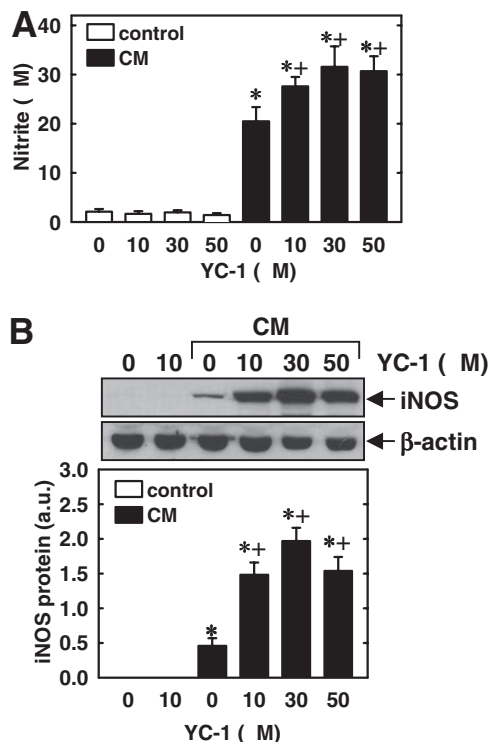 A
control
CM
Nitrite ( M)
40
30
20
10
0
* *+ *+ *+
0 10 30 50 0 10 30 50
YC-1 ( M)
B
CM
0 10 0 10 30 50 YC-1 ( M)
iNOS
β-actin
control
CM
iNOS protein (a.u.)
3.0
2.5
2.0
1.5
1.0
0.5
0.0
* *+ *+ *+
0 10 0 10 30 50
YC-1 ( M)